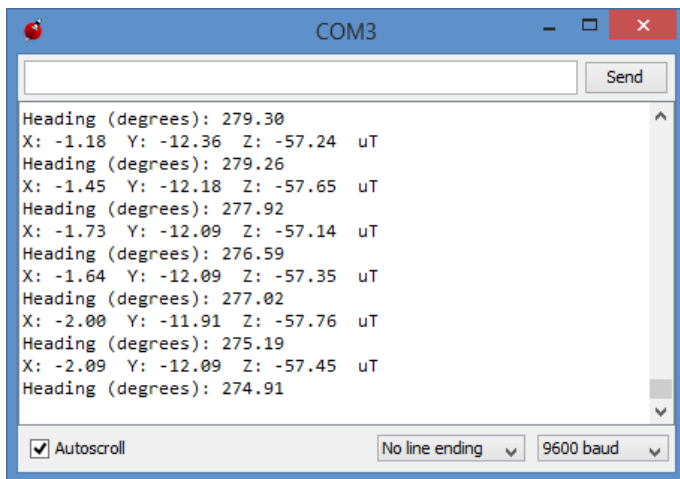 COM3
Send
Heading (degrees): 279.30
X: -1.18 Y: -12.36 Z: -57.24 uT
Heading (degrees): 279.26
X: -1.45 Y: -12.18 Z: -57.65 uT
Heading (degrees): 277.92
X: -1.73 Y: -12.09 Z: -57.14 uT
Heading (degrees): 276.59
X: -1.64 Y: -12.09 Z: -57.35 uT
Heading (degrees): 277.02
X: -2.00 Y: -11.91 Z: -57.76 uT
Heading (degrees): 275.19
X: -2.09 Y: -12.09 Z: -57.45 uT
Heading (degrees): 274.91
Autoscroll No line ending 9600 baud